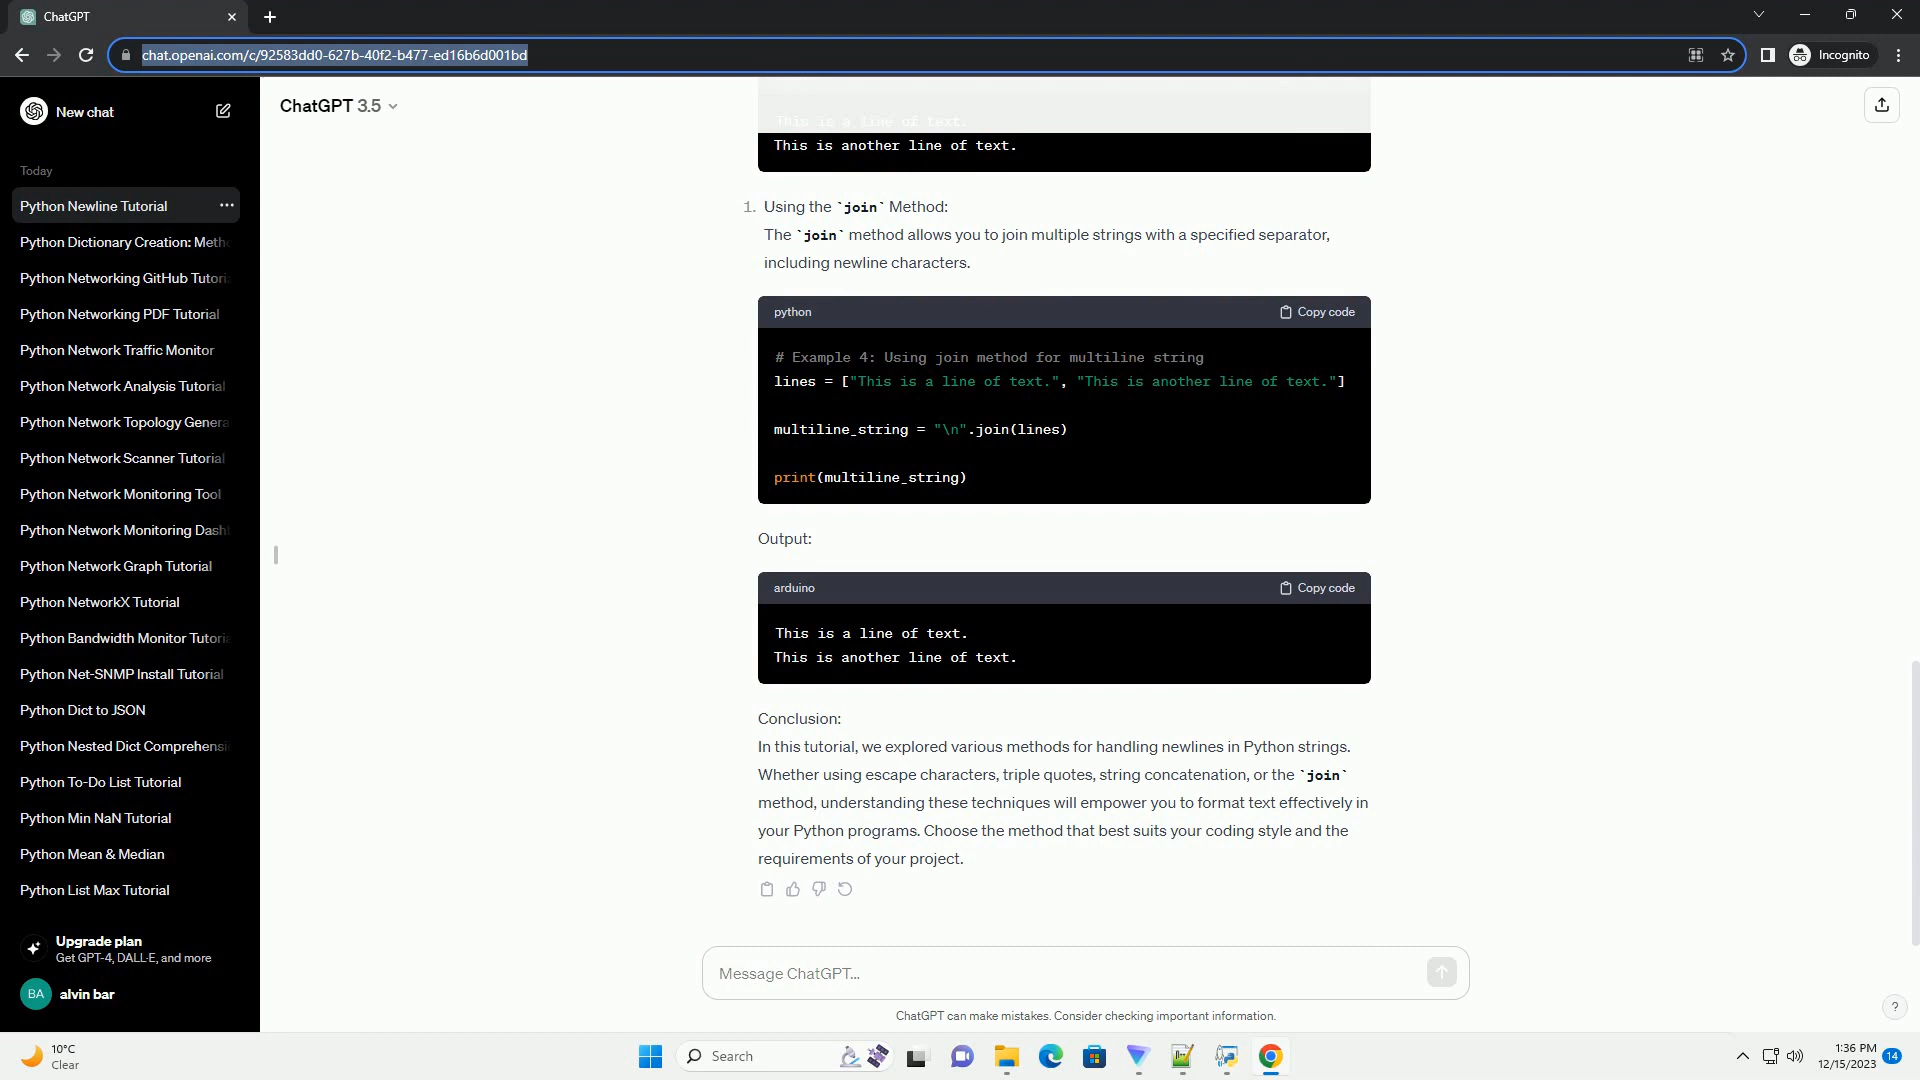 ChatGPT
chat.openai.com/c/92583dd0-627b-40f2-b477-ed16b6d001bd
Incognito
New chat
Today
Python Newline Tutorial
Python Dictionary Creation: Meth
Python Networking GitHub Tutoria
Python Networking PDF Tutorial
Python Network Traffic Monitor
Python Network Analysis Tutorial
Python Network Topology Genera
Python Network Scanner Tutorial
Python Network Monitoring Tool
Python Network Monitoring Dash
Python Network Graph Tutorial
Python NetworkX Tutorial
Python Bandwidth Monitor Tutoria
Python Net-SNMP Install Tutorial
Python Dict to JSON
Python Nested Dict Comprehensi
Python To-Do List Tutorial
Python Min NaN Tutorial
Python Mean & Median
Python List Max Tutorial
Upgrade plan
Get GPT-4, DALL·E, and more
BA alvin bar
ChatGPT 3.5
This is a line of text.
This is another line of text.
1. Using the `join` Method:
The `join` method allows you to join multiple strings with a specified separator,
including newline characters.
python Copy code
# Example 4: Using join method for multiline string
lines = ["This is a line of text.", "This is another line of text."]
multiline_string = "\n".join(lines)
print(multiline_string)
Output:
arduino Copy code
This is a line of text.
This is another line of text.
Conclusion:
In this tutorial, we explored various methods for handling newlines in Python strings.
Whether using escape characters, triple quotes, string concatenation, or the `join`
method, understanding these techniques will empower you to format text effectively in
your Python programs. Choose the method that best suits your coding style and the
requirements of your project.
Message ChatGPT...
ChatGPT can make mistakes. Consider checking important information.
?
10°C
Clear
Search
1:36 PM
12/15/2023
14